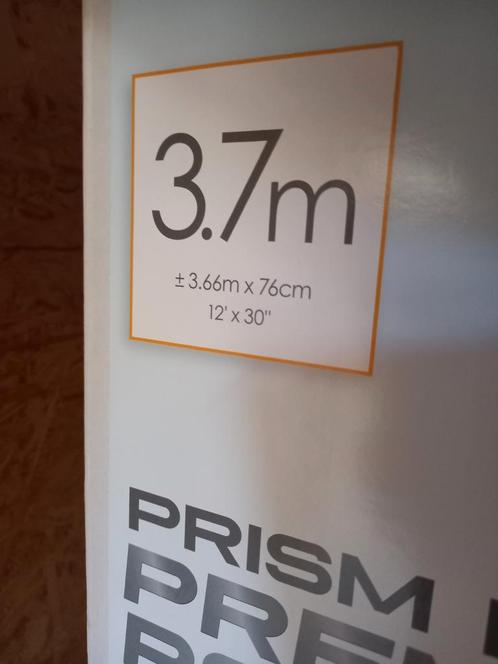 3.7m
± 3.66m x 76cm
12' x 30"
PRISM